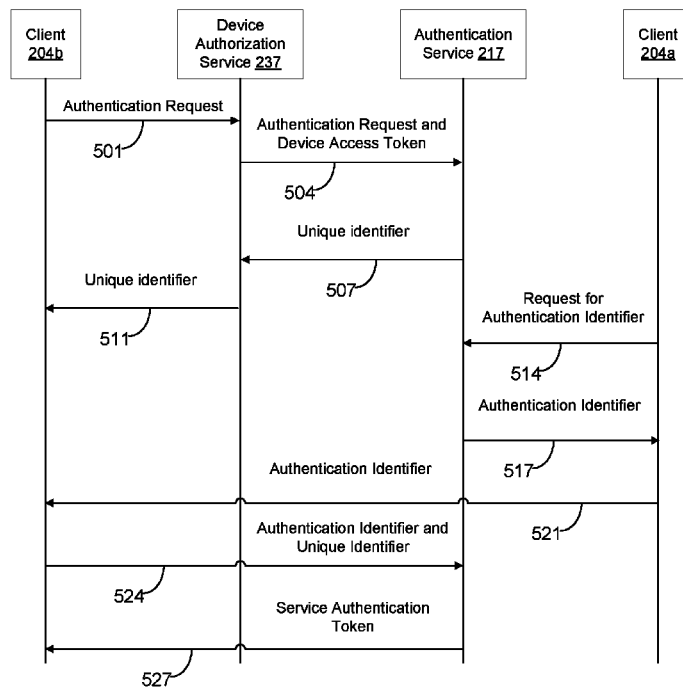 Client
204b
Device
Authorization
Service 237
Authentication
Service 217
Client
204a
Authentication Request
501
Authentication Request and
Device Access Token
504
Unique identifier
507
Unique identifier
511
Request for
Authentication Identifier
514
Authentication Identifier
517
Authentication Identifier
521
Authentication Identifier and
Unique Identifier
524
Service Authentication
Token
527